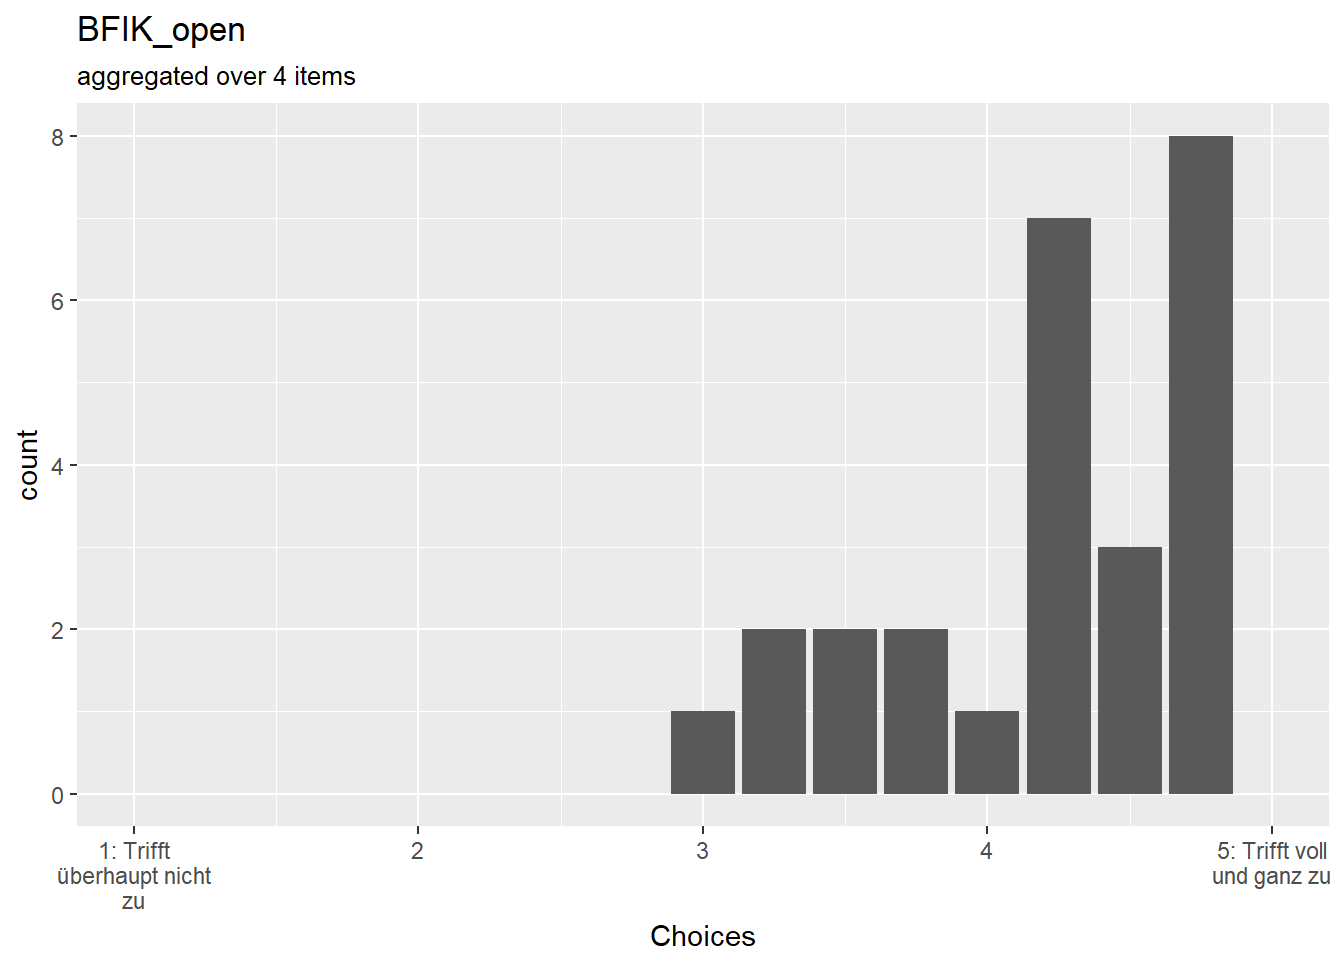 BFIK_open
aggregated over 4 items
8
6
4
2
0
count
1: Trifft
überhaupt nicht
zu
2
3
4
5: Trifft voll
und ganz zu
Choices